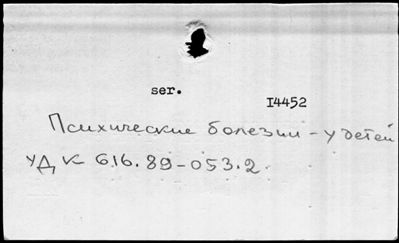 ser.
I4452
Психические болезни - у детей
УДК 616.89-053.2.